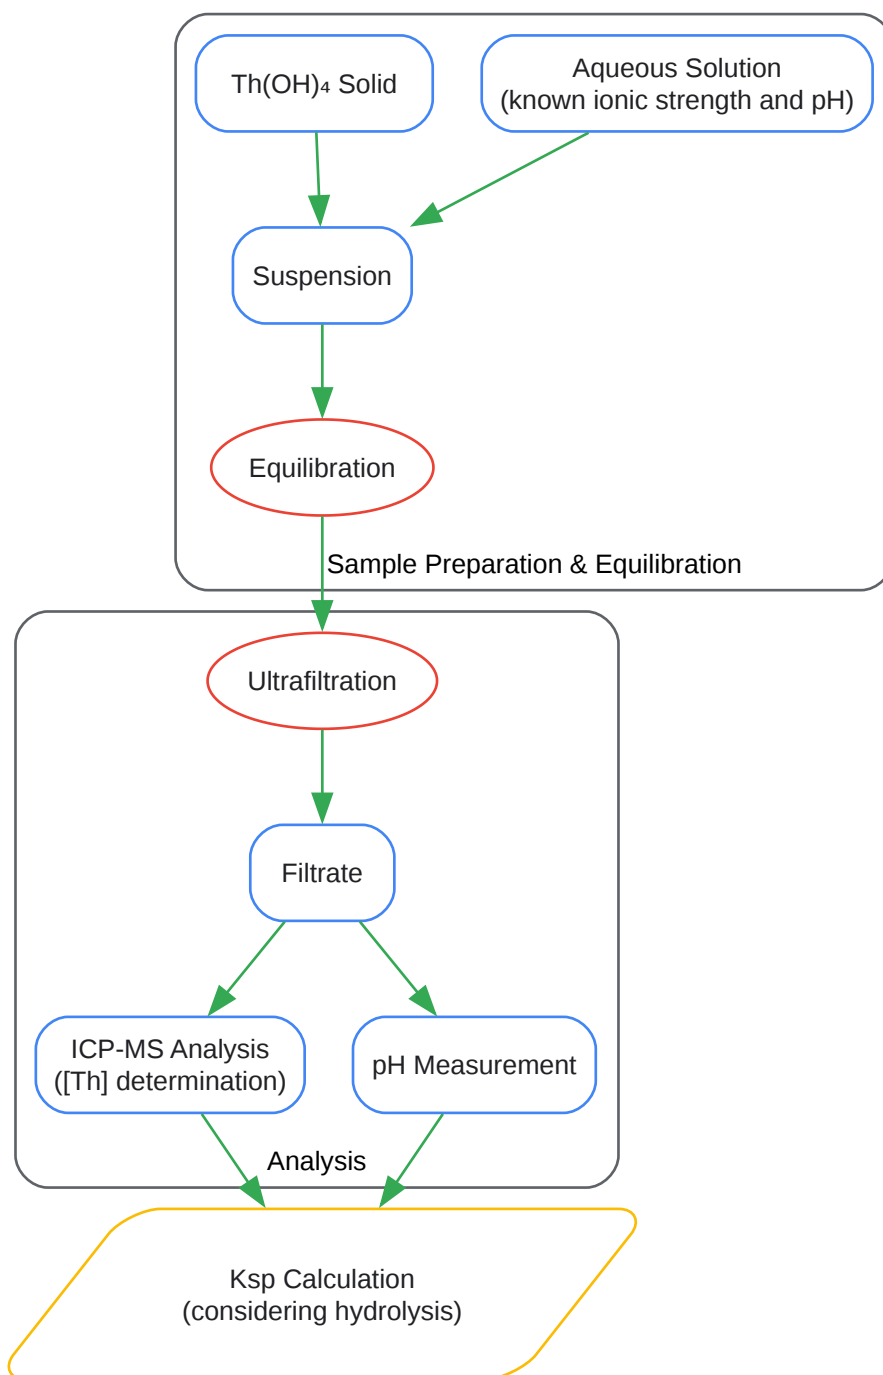 Th(OH)₄ Solid
Aqueous Solution
(known ionic strength and pH)
Suspension
Equilibration
Sample Preparation & Equilibration
Ultrafiltration
Filtrate
ICP-MS Analysis
([Th] determination)
pH Measurement
Analysis
Ksp Calculation
(considering hydrolysis)